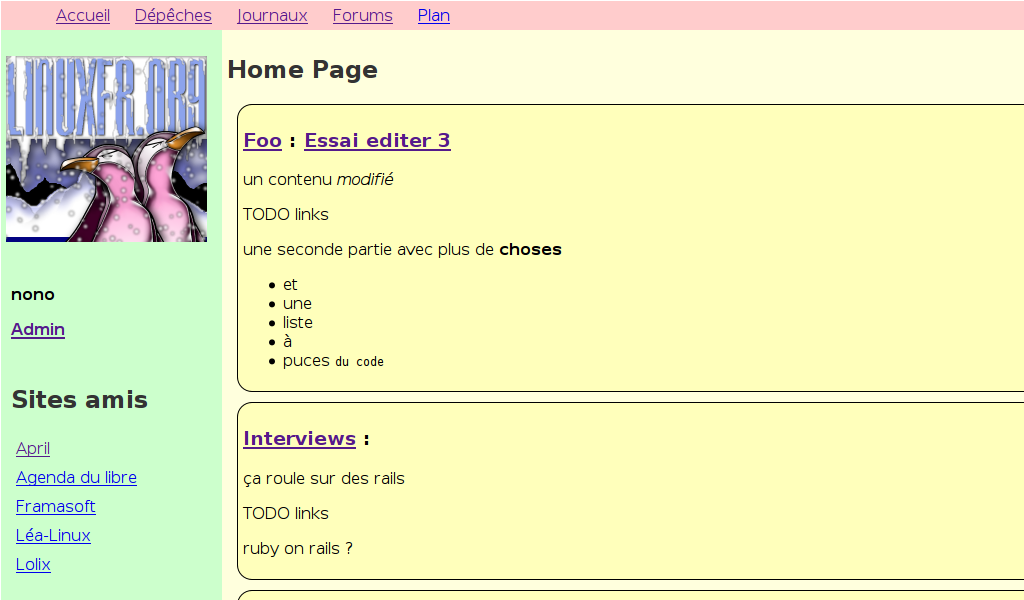 Accueil Dépêches Journaux Forums Plan
LINUXFR.ORG
nono
Admin
Sites amis
April
Agenda du libre
Framasoft
Léa-Linux
Lolix
Home Page
Foo : Essai editer 3
un contenu modifié
TODO links
une seconde partie avec plus de choses
et
une
liste
à
puces du code
Interviews :
ça roule sur des rails
TODO links
ruby on rails ?